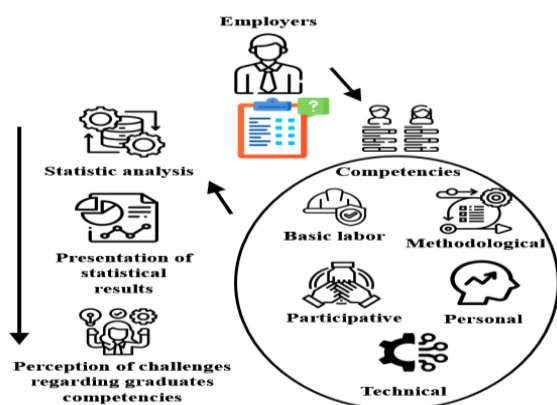 Employers
Competencies
Basic labor
Methodological
Participative
Personal
Technical
Statistic analysis
Presentation of
statistical
results
Perception of challenges
regarding graduates
competencies